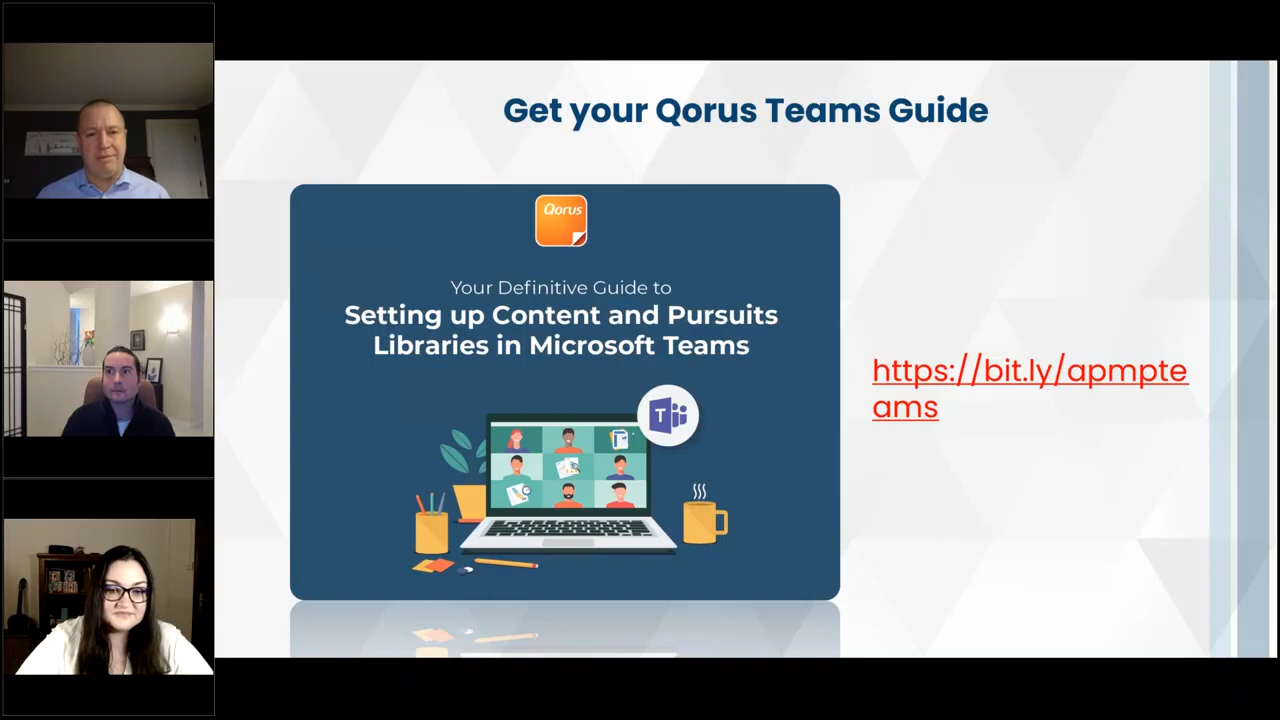 Get your Qorus Teams Guide
Qorus
Your Definitive Guide to
Setting up Content and Pursuits
Libraries in Microsoft Teams
T
https://bit.ly/apmpte
ams